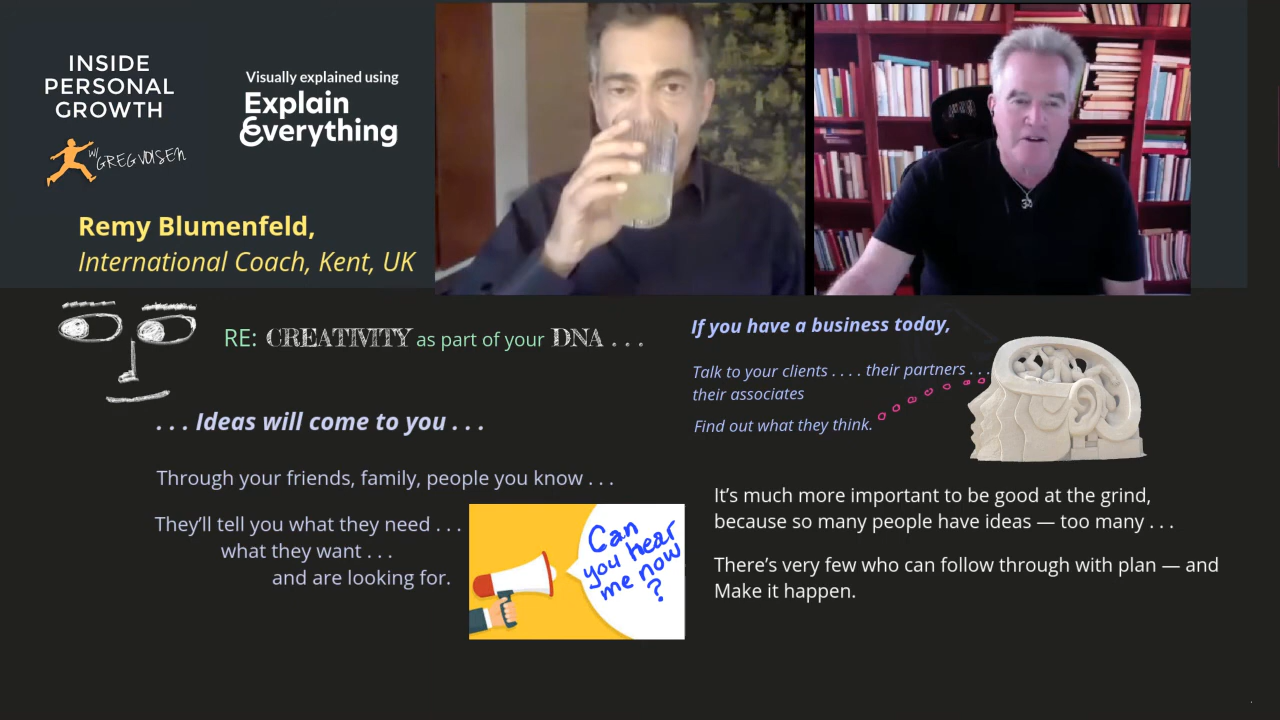 INSIDE
PERSONAL
GROWTH
w/ GREG VOISEN
Visually explained using
Explain
Everything
Remy Blumenfeld,
International Coach, Kent, UK
RE: CREATIVITY as part of your DNA . . .
. . . Ideas will come to you . . .
Through your friends, family, people you know . . .
They’ll tell you what they need . . .
what they want . . .
and are looking for.
Can
you hear
me now
?
If you have a business today,
Talk to your clients . . . . their partners . . .
their associates
Find out what they think.
It’s much more important to be good at the grind,
because so many people have ideas — too many . . .
There’s very few who can follow through with plan — and
Make it happen.